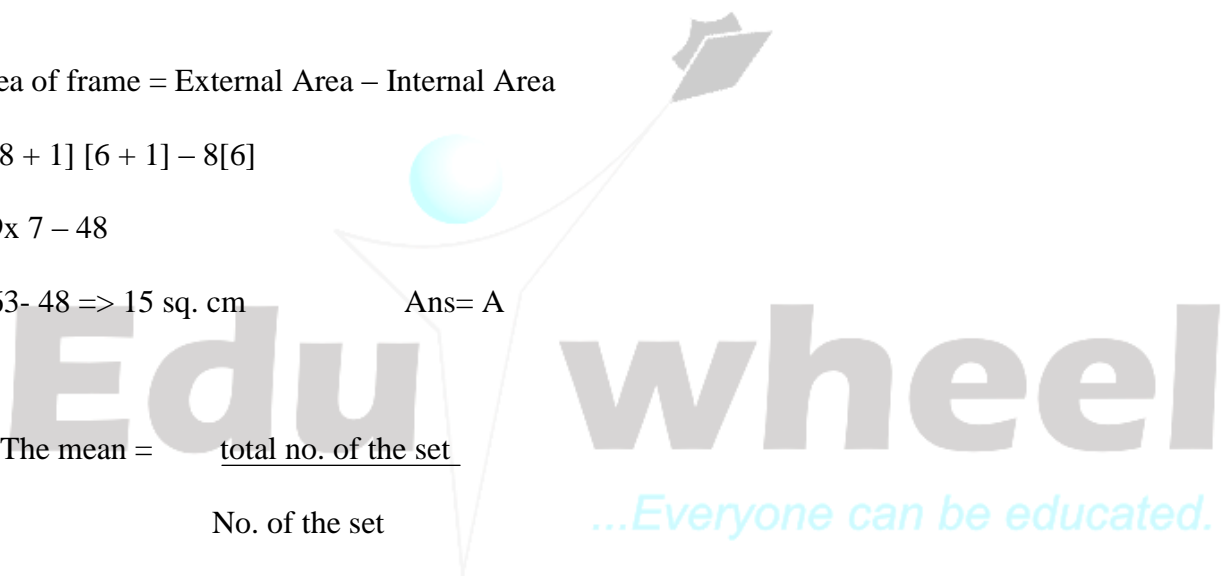 ea of frame = External Area – Internal Area
8 + 1] [6 + 1] – 8[6]
x 7 – 48
63- 48 => 15 sq. cm Ans= A
Edu wheel
The mean = total no. of the set
No. of the set
...Everyone can be educated.